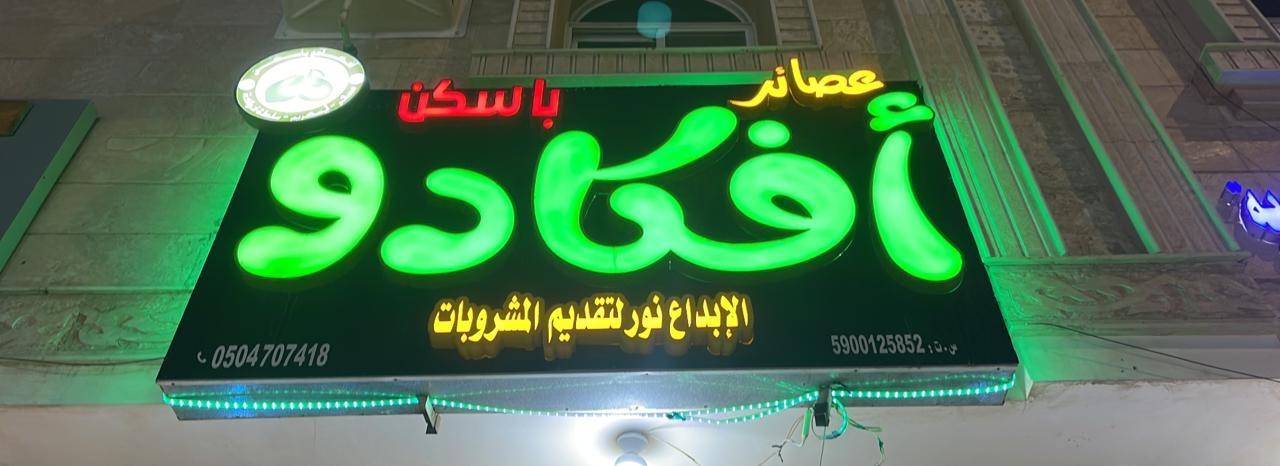 عصائر
باسكن
أفكادو
الإبداع نور لتقديم المشروبات
س.ت: 5900125852
0504707418